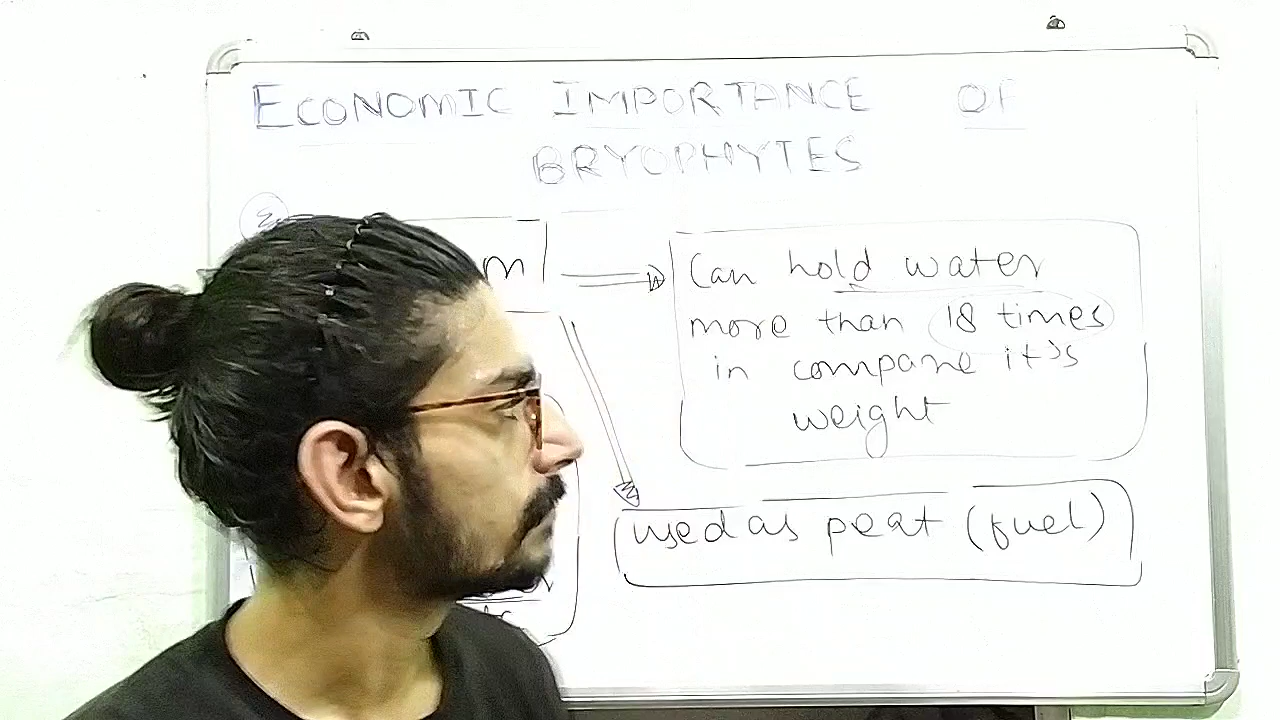 ECONOMIC IMPORTANCE OF
BRYOPHYTES
m
Can hold water
more than 18 times
in compare it's
weight
used as peat (fuel)